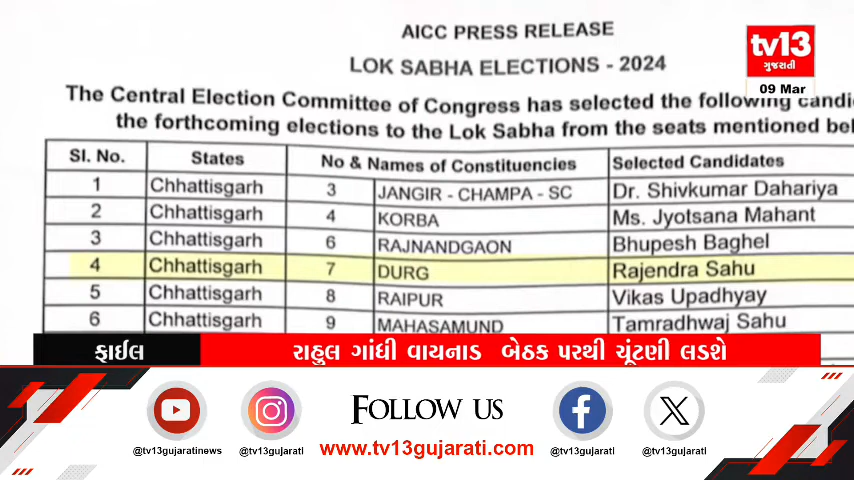 AICC PRESS RELEASE
LOK SABHA ELECTIONS - 2024
tv13
ગુજરાતી
09 Mar
The Central Election Committee of Congress has selected the following candi
the forthcoming elections to the Lok Sabha from the seats mentioned bel
Sl. No. States No & Names of Constituencies Selected Candidates
1 Chhattisgarh 3 JANGIR - CHAMPA - SC Dr. Shivkumar Dahariya
2 Chhattisgarh 4 KORBA Ms. Jyotsana Mahant
3 Chhattisgarh 6 RAJNANDGAON Bhupesh Baghel
4 Chhattisgarh 7 DURG Rajendra Sahu
5 Chhattisgarh 8 RAIPUR Vikas Upadhyay
6 Chhattisgarh 9 MAHASAMUND Tamradhwaj Sahu
ફાઈલ રાહુલ ગાંધી વાયનાડ બેઠક પરથી ચૂંટણી લડશે
FOLLOW US
@tv13gujaratinews @tv13gujarati www.tv13gujarati.com @tv13gujarati @tv13gujarati